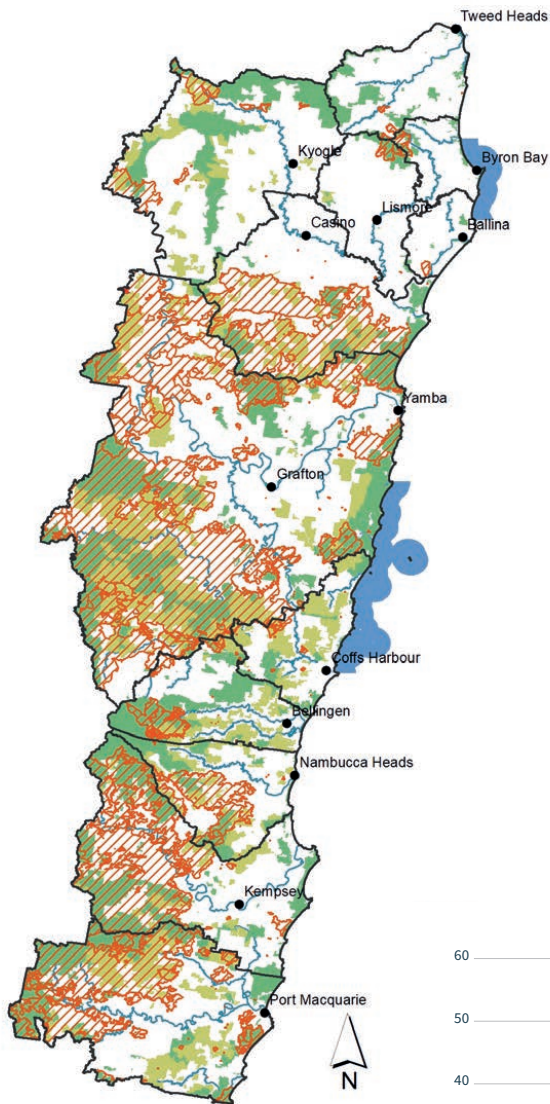 Tweed Heads
Kyogle
Byron Bay
Lismore
Casino
Ballina
Yamba
Grafton
Coffs Harbour
Bellingen
Nambucca Heads
Kempsey
60
Port Macquarie
50
N
40